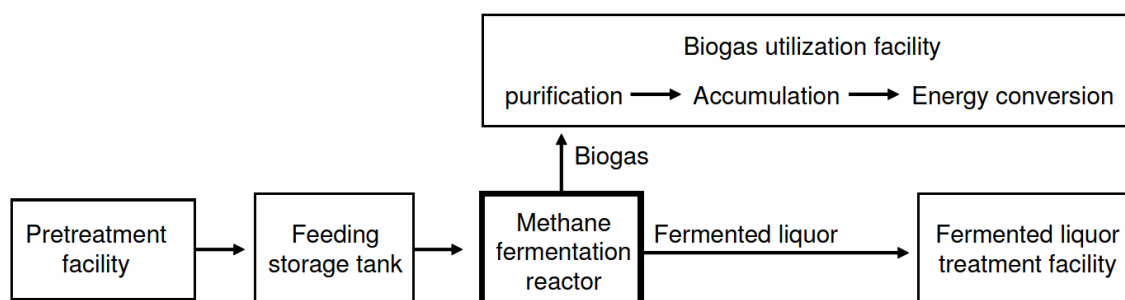 Biogas utilization facility
purification Accumulation Energy conversion
Biogas
Pretreatment
facility
Feeding
storage tank
Methane
fermentation
reactor
Fermented liquor
Fermented liquor
treatment facility